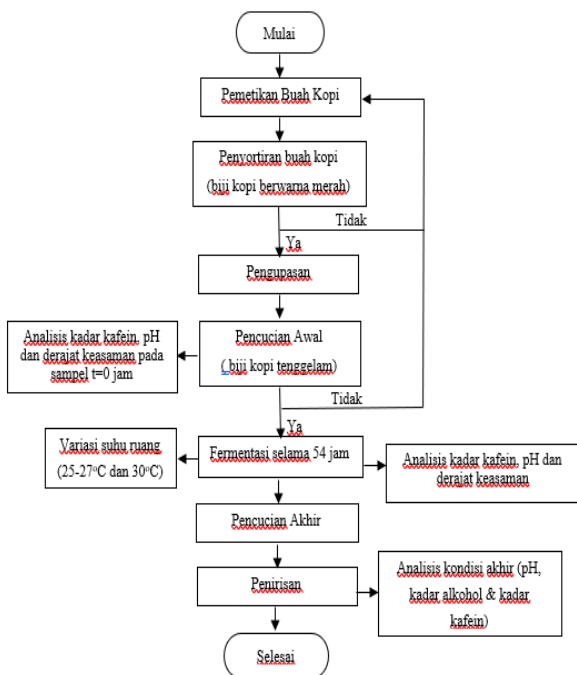 Mulai
Pemetikan Buah Kopi
Penyortiran buah kopi
(biji kopi berwarna merah)
Tidak
Ya
Pengupasan
Analisis kadar kafein, pH
dan derajat keasaman pada
sampel t=0 jam
Pencucian Awal
( biji kopi tenggelam)
Tidak
Ya
Variasi suhu ruang
(25-27°C dan 30°C)
Fermentasi selama 54 jam
Analisis kadar kafein, pH dan
derajat keasaman
Pencucian Akhir
Penirisan
Analisis kondisi akhir (pH,
kadar alkohol & kadar
kafein)
Selesai